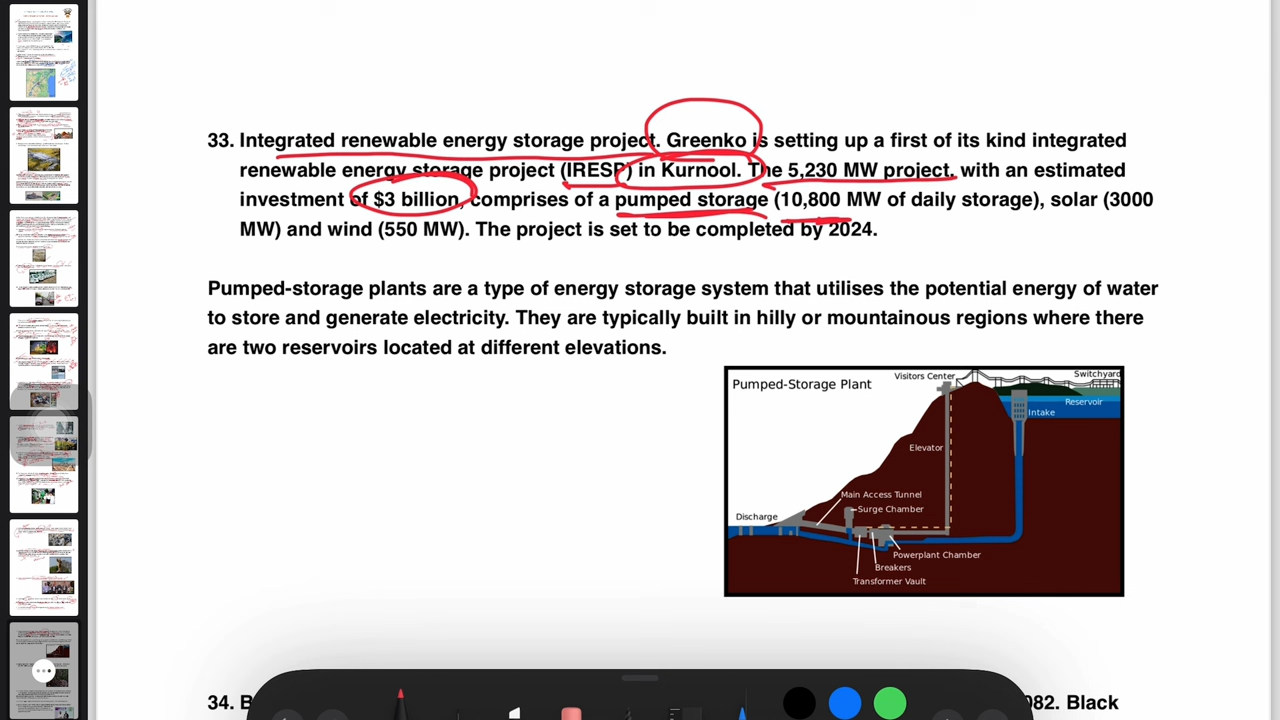 33. Integrated renewable energy storage project. Greenko is setting up a first of its kind integrated
renewable energy storage project (IRESP) in Kurnool. The 5,230 MW project, with an estimated
investment of $3 billion, comprises of a pumped storage (10,800 MW of daily storage), solar (3000
MW) and wind (550 MW). The project is set to be completed by 2024.
Pumped-storage plants are a type of energy storage system that utilises the potential energy of water
to store and generate electricity. They are typically built in hilly or mountainous regions where there
are two reservoirs located at different elevations.
Pumped-Storage Plant
Visitors Center
Switchyard
Reservoir
Intake
Elevator
Main Access Tunnel
Surge Chamber
Discharge
Powerplant Chamber
Breakers
Transformer Vault
34. B
082. Black